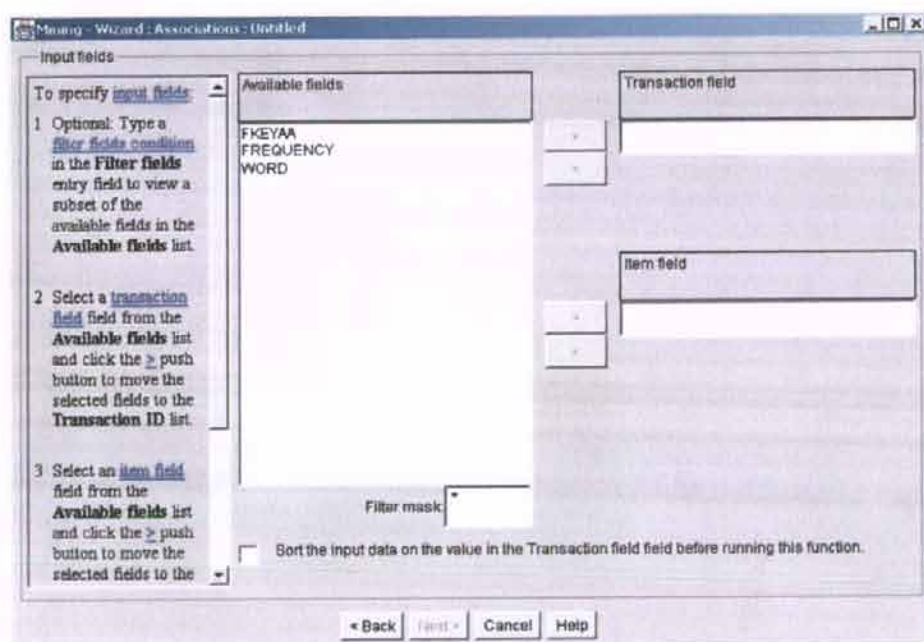 Mining - Wizard : Associations : Untitled
Input fields
To specify input fields:
1 Optional: Type a
filter fields condition
in the Filter fields
entry field to view a
subset of the
available fields in the
Available fields list.
2 Select a transaction
field field from the
Available fields list
and click the > push
button to move the
selected fields to the
Transaction ID list.
3 Select an item field
field from the
Available fields list
and click the > push
button to move the
selected fields to the
Available fields
FKEYAA
FREQUENCY
WORD
Filter mask: *
Transaction field
Item field
Sort the input data on the value in the Transaction field field before running this function.
< Back
Next >
Cancel
Help